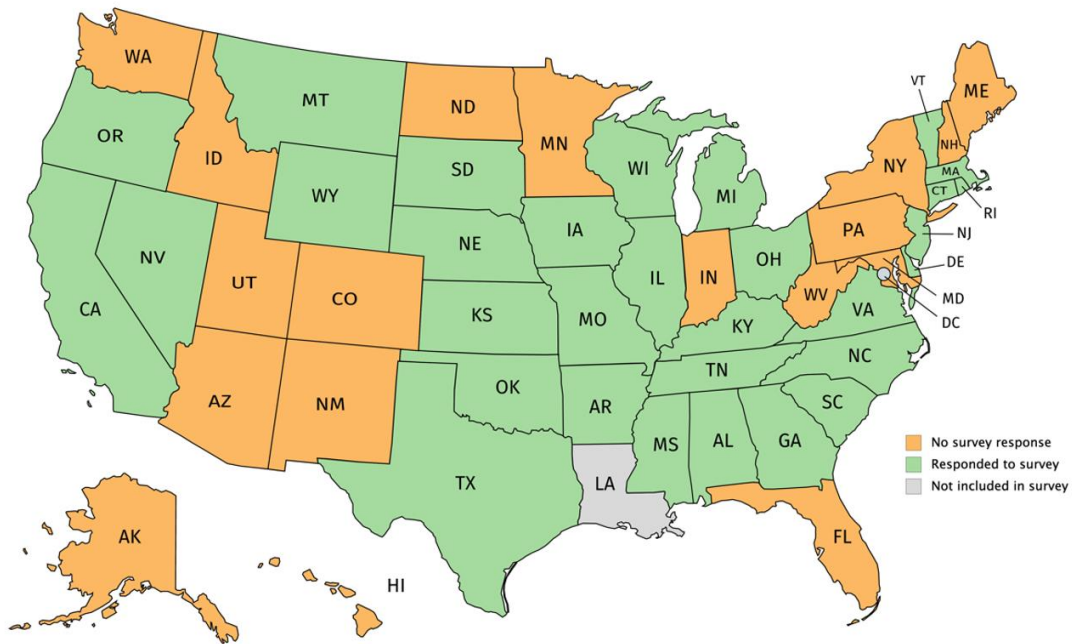 WA
MT
ND
MN
ME
VT
NH
OR
ID
SD
WI
NY
MA
WY
MI
CT
RI
NE
IA
PA
NJ
NV
UT
CO
IL
IN
OH
DE
CA
KS
MO
WV
VA
MD
DC
KY
NC
TN
AZ
NM
OK
AR
SC
MS
AL
GA
TX
LA
No survey response
Responded to survey
Not included in survey
FL
AK
HI